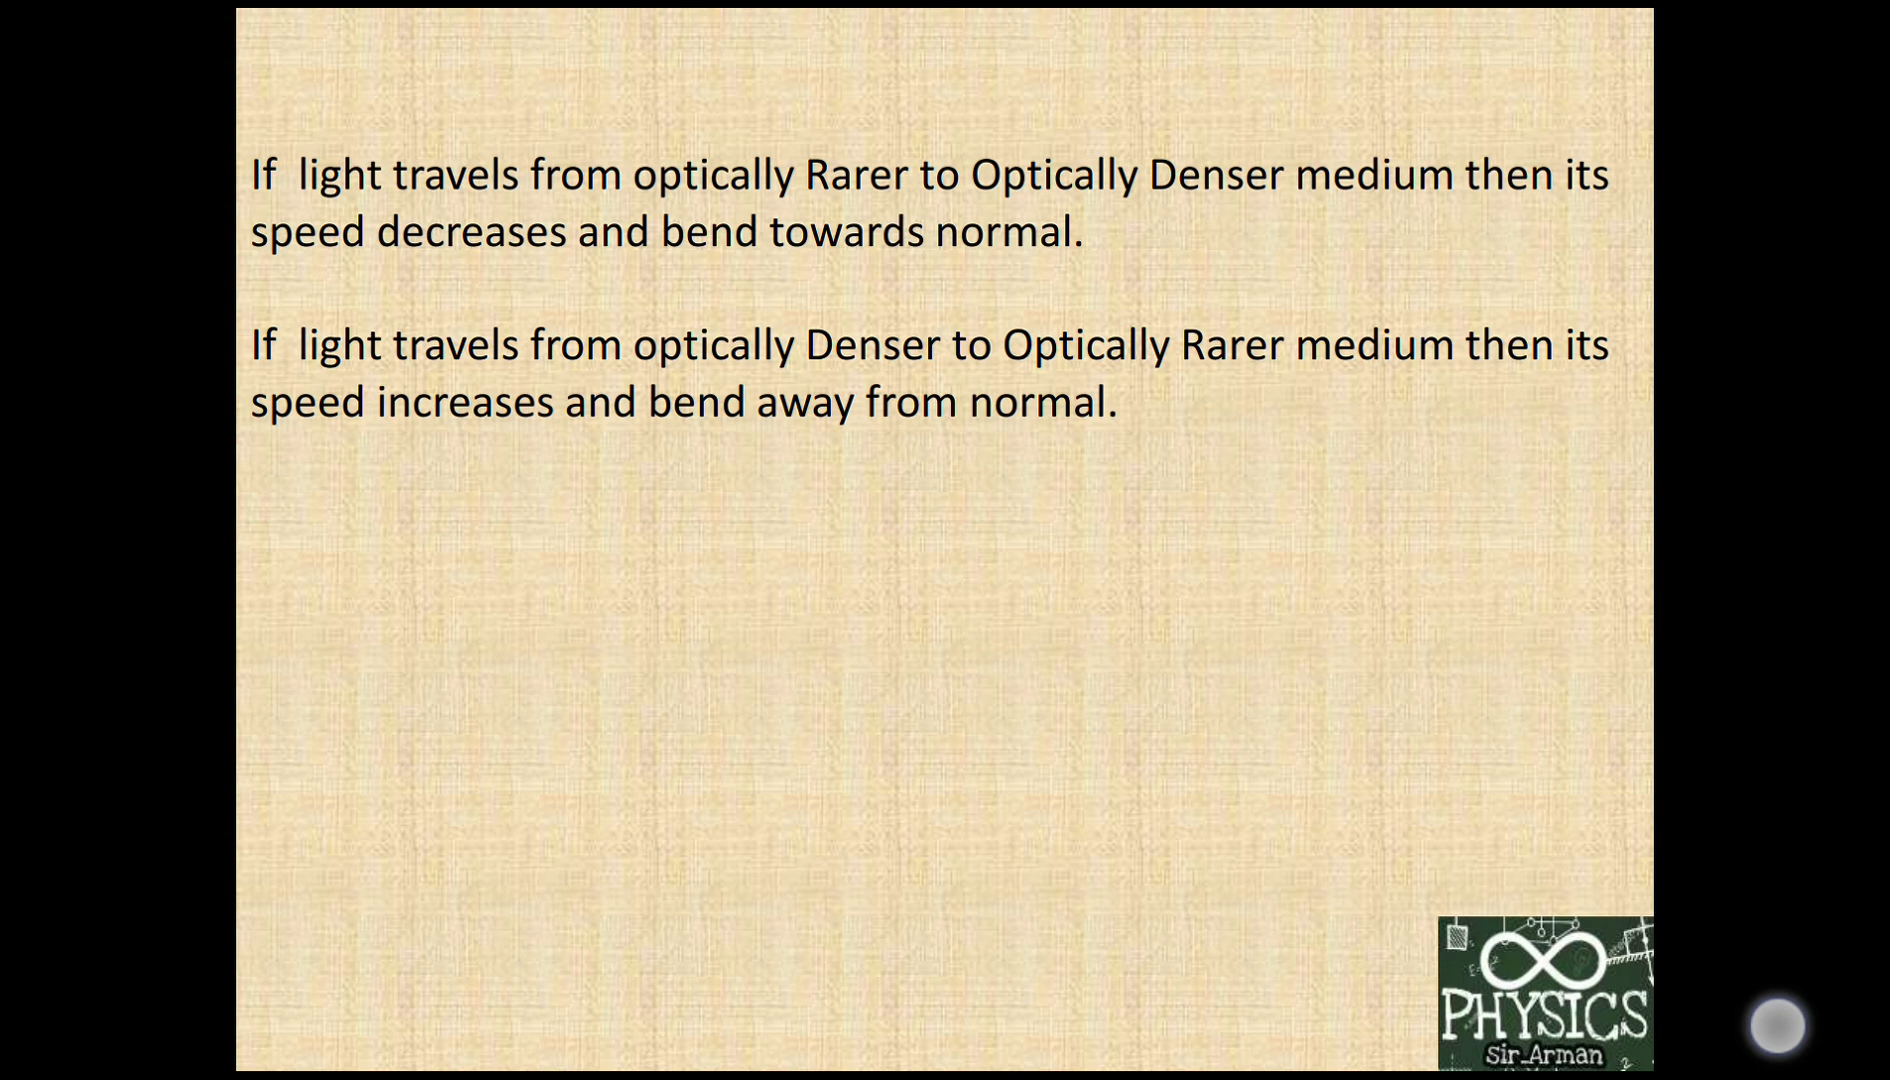 If  light travels from optically Rarer to Optically Denser medium then its
speed decreases and bend towards normal.
If  light travels from optically Denser to Optically Rarer medium then its
speed increases and bend away from normal.
PHYSICS
Sir Arman